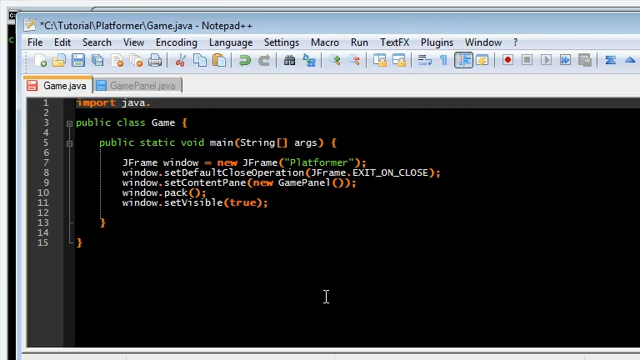 *C:\Tutorial\Platformer\Game.java - Notepad++
File Edit Search View Encoding Language Settings Macro Run TextFX Plugins Window ?
Game.java GamePanel.java
1 import java.
2
3 public class Game {
4
5 public static void main(String[] args) {
6
7 JFrame window = new JFrame("Platformer");
8 window.setDefaultCloseOperation(JFrame.EXIT_ON_CLOSE);
9 window.setContentPane(new GamePanel());
10 window.pack();
11 window.setVisible(true);
12
13 }
14
15 }